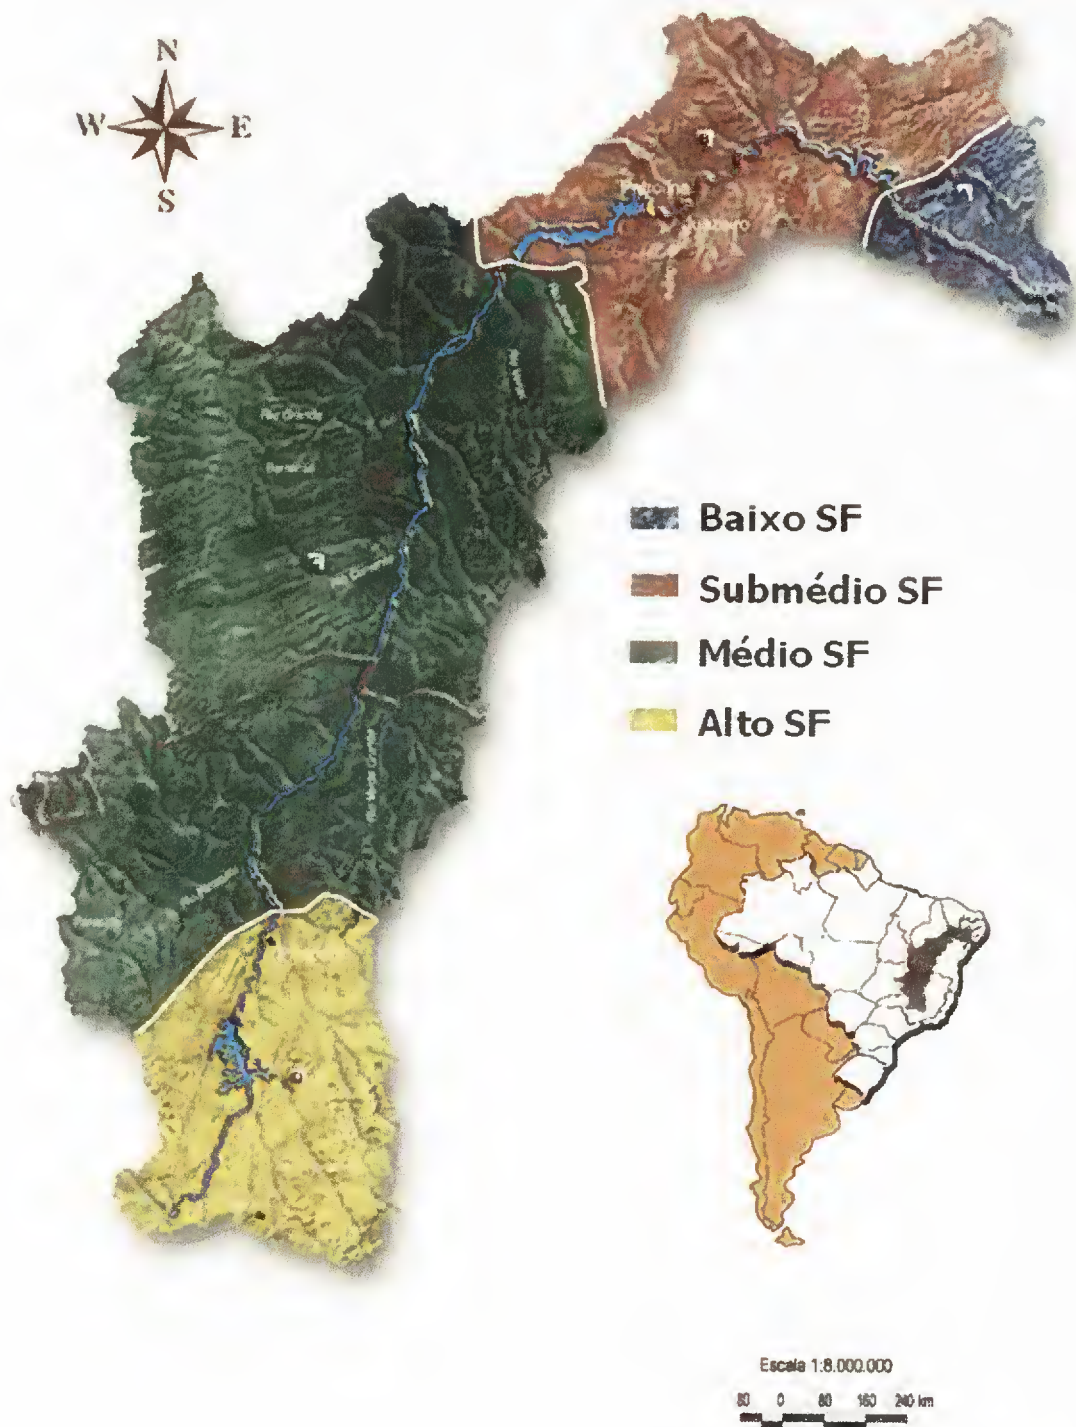 N
W E
S
Baixo SF
Submédio SF
Médio SF
Alto SF
Escala 1:8.000.000
80 0 80 160 240 km